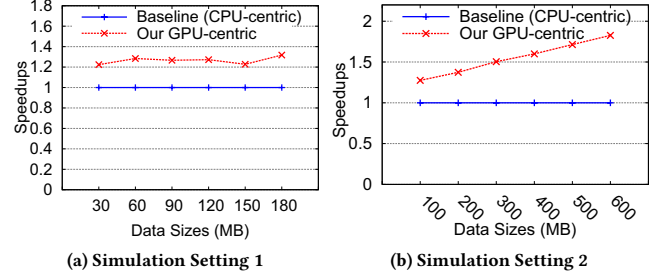 1.8
1.6
1.4
1.2
1
0.8
0.6
0.4
0.2
0
Speedups
Baseline (CPU-centric)
Our GPU-centric
30 60 90 120 150 180
Data Sizes (MB)
(a) Simulation Setting 1
2
1.5
1
0.5
0
Speedups
Baseline (CPU-centric)
Our GPU-centric
100 200 300 400 500 600
Data Sizes (MB)
(b) Simulation Setting 2